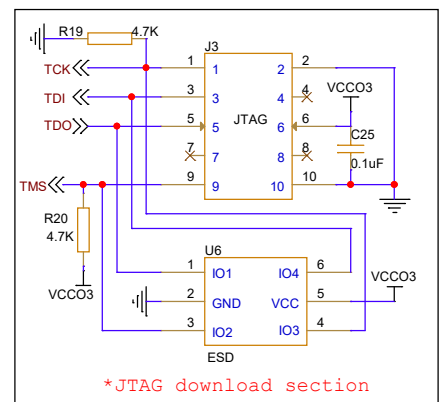 R19 4.7K
J3
TCK 1 1 2 2
VCCO3
TDI 3 3 4 4
JTAG
TDO 5 5 6 6
C25
7 7 8 8
0.1uF
TMS 9 9 10 10
R20
4.7K
U6
VCCO3
1 IO1 IO4 6
VCCO3
2 GND VCC 5
3 IO2 IO3 4
ESD
*JTAG download section